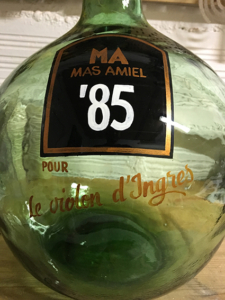 MA
MAS AMIEL
'85
POUR
Le violon d'Ingres